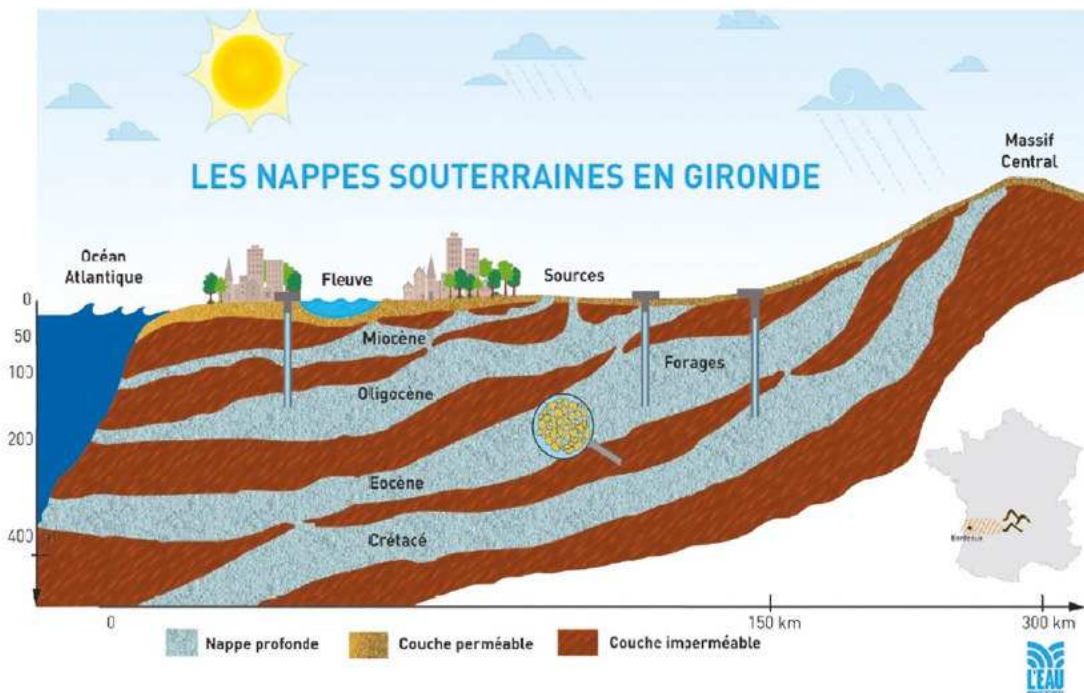 LES NAPPES SOUTERRAINES EN GIRONDE
Massif
Central
Océan
Atlantique
Fleuve
Sources
0
50
100
200
400
Miocène
Oligocène
Forages
Eocène
Crétacé
Bordeaux
0
150 km
300 km
Nappe profonde
Couche perméable
Couche imperméable
L'EAU